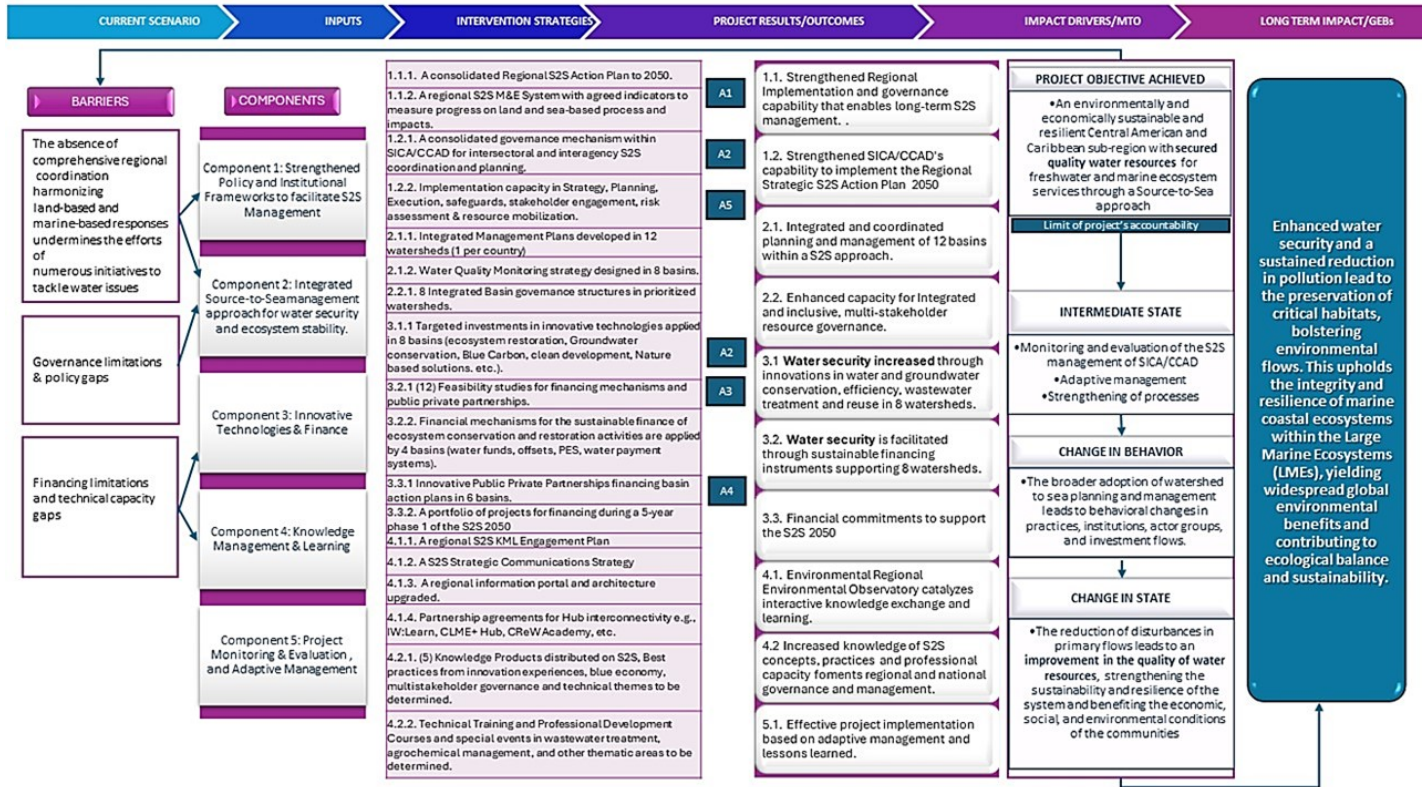 CURRENT SCENARIO
INPUTS
INTERVENTION STRATEGIES
PROJECT RESULTS/OUTCOMES
IMPACT DRIVERS/MTO
LONG TERM IMPACT/GEBs
BARRIERS
The absence of
comprehensive regional
coordination
harmonizing
land-based and
marine-based responses
undermines the efforts
of
numerous initiatives to
tackle water issues
Governance limitations
& policy gaps
Financing limitations
and technical capacity
gaps
COMPONENTS
Component 1: Strengthened
Policy and Institutional
Frameworks to facilitate S2S
Management
Component 2: Integrated
Source-to-Seamanagement
approach for water security
and ecosystem stability.
Component 3: Innovative
Technologies & Finance
Component 4: Knowledge
Management & Learning
Component 5: Project
Monitoring & Evaluation ,
and Adaptive Management
1.1.1. A consolidated Regional S2S Action Plan to 2050.
1.1.2. A regional S2S M&E System with agreed indicators to
measure progress on land and sea-based process and
impacts.
1.2.1. A consolidated governance mechanism within
SICA/CCAD for intersectoral and interagency S2S
coordination and planning.
1.2.2. Implementation capacity in Strategy, Planning,
Execution, safeguards, stakeholder engagement, risk
assessment & resource mobilization.
2.1.1. Integrated Management Plans developed in 12
watersheds (1 per country)
2.1.2. Water Quality Monitoring strategy designed in 8 basins.
2.2.1. 8 Integrated Basin governance structures in prioritized
watersheds.
3.1.1 Targeted investments in innovative technologies applied
in 8 basins (ecosystem restoration, Groundwater
conservation, Blue Carbon, clean development, Nature
based solutions. etc.).
3.2.1 (12) Feasibility studies for financing mechanisms and
public private partnerships.
3.2.2. Financial mechanisms for the sustainable finance of
ecosystem conservation and restoration activities are applied
by 4 basins (water funds, offsets, PES, water payment
systems).
3.3.1 Innovative Public Private Partnerships financing basin
action plans in 6 basins.
3.3.2. A portfolio of projects for financing during a 5-year
phase 1 of the S2S 2050
4.1.1. A regional S2S KML Engagement Plan
4.1.2. A S2S Strategic Communications Strategy
4.1.3. A regional information portal and architecture
upgraded.
4.1.4. Partnership agreements for Hub interconnectivity e.g.,
IW:Learn, CLME+ Hub, CReW Academy, etc.
4.2.1. (5) Knowledge Products distributed on S2S, Best
practices from innovation experiences, blue economy,
multistakeholder governance and technical themes to be
determined.
4.2.2. Technical Training and Professional Development
Courses and special events in wastewater treatment,
agrochemical management, and other thematic areas to be
determined.
A1
A2
A5
A2
A3
A4
1.1. Strengthened Regional
Implementation and governance
capability that enables long-term S2S
management. .
1.2. Strengthened SICA/CCAD's
capability to implement the Regional
Strategic S2S Action Plan 2050
2.1. Integrated and coordinated
planning and management of 12 basins
within a S2S approach.
2.2. Enhanced capacity for Integrated
and inclusive, multi-stakeholder
resource governance.
3.1 Water security increased through
innovations in water and groundwater
conservation, efficiency, wastewater
treatment and reuse in 8 watersheds.
3.2. Water security is facilitated
through sustainable financing
instruments supporting 8 watersheds.
3.3. Financial commitments to support
the S2S 2050
4.1. Environmental Regional
Environmental Observatory catalyzes
interactive knowledge exchange and
learning.
4.2 Increased knowledge of S2S
concepts, practices and professional
capacity foments regional and national
governance and management.
5.1. Effective project implementation
based on adaptive management and
lessons learned.
PROJECT OBJECTIVE ACHIEVED
•An environmentally and
economically sustainable and
resilient Central American and
Caribbean sub-region with secured
quality water resources for
freshwater and marine ecosystem
services through a Source-to-Sea
approach
Limit of project's accountability
INTERMEDIATE STATE
•Monitoring and evaluation of the S2S
management of SICA/CCAD
•Adaptive management
•Strengthening of processes
CHANGE IN BEHAVIOR
•The broader adoption of watershed
to sea planning and management
leads to behavioral changes in
practices, institutions, actor groups,
and investment flows.
CHANGE IN STATE
•The reduction of disturbances in
primary flows leads to an
improvement in the quality of water
resources, strengthening the
sustainability and resilience of the
system and benefiting the economic,
social, and environmental conditions
of the communities
Enhanced water
security and a
sustained reduction
in pollution lead to
the preservation of
critical habitats,
bolstering
environmental
flows. This upholds
the integrity and
resilience of marine
coastal ecosystems
within the Large
Marine Ecosystems
(LMEs), yielding
widespread global
environmental
benefits and
contributing to
ecological balance
and sustainability.